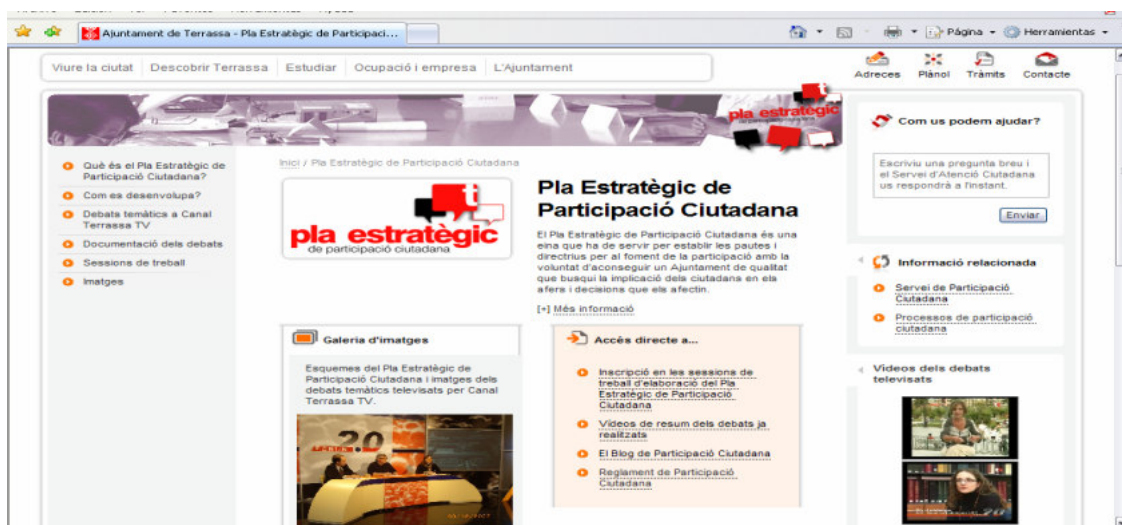 Ajuntament de Terrassa - Pla Estratègic de Participaci...
Página
Herramientas
Viure la ciutat
Descobrir Terrassa
Estudiar
Ocupació i empresa
L'Ajuntament
Adreces
Plànol
Tràmits
Contacte
pla estratègic
de participació ciutadana
Com us podem ajudar?
Escriviu una pregunta breu i
el Servei d'Atenció Ciutadana
us respondrà a l'instant.
Enviar
Què és el Pla Estratègic de
Participació Ciutadana?
Com es desenvolupa?
Debats temàtica a Canal
Terrassa TV
Documentació dels debats
Sessions de treball
Imatges
Inici / Pla Estratègic de Participació Ciutadana
t
pla estratègic
de participació ciutadana
Pla Estratègic de
Participació Ciutadana
El Pla Estratègic de Participació Ciutadana és una
eina que ha de servir per establir les pautes i
directrius per al foment de la participació amb la
voluntat d'aconseguir un Ajuntament de qualitat
que busqui la implicació dels ciutadans en els
afers i decisions que els afectin.
[+] Més informació
Informació relacionada
Servei de Participació
Ciutadana
Processos de participació
ciutadana
Galeria d'imatges
Esquemes del Pla Estratègic de
Participació Ciutadana i imatges dels
debats temàtics televisats per Canal
Terrassa TV.
20
Accés directe a...
Inscripció en les sessions de
treball d'elaboració del Pla
Estratègic de Participació
Ciutadana
Vídeos de resum dels debats ja
realitzats
El Blog de Participació Ciutadana
Reglament de Participació
Ciutadana
Vídeos dels debats
televisats
20